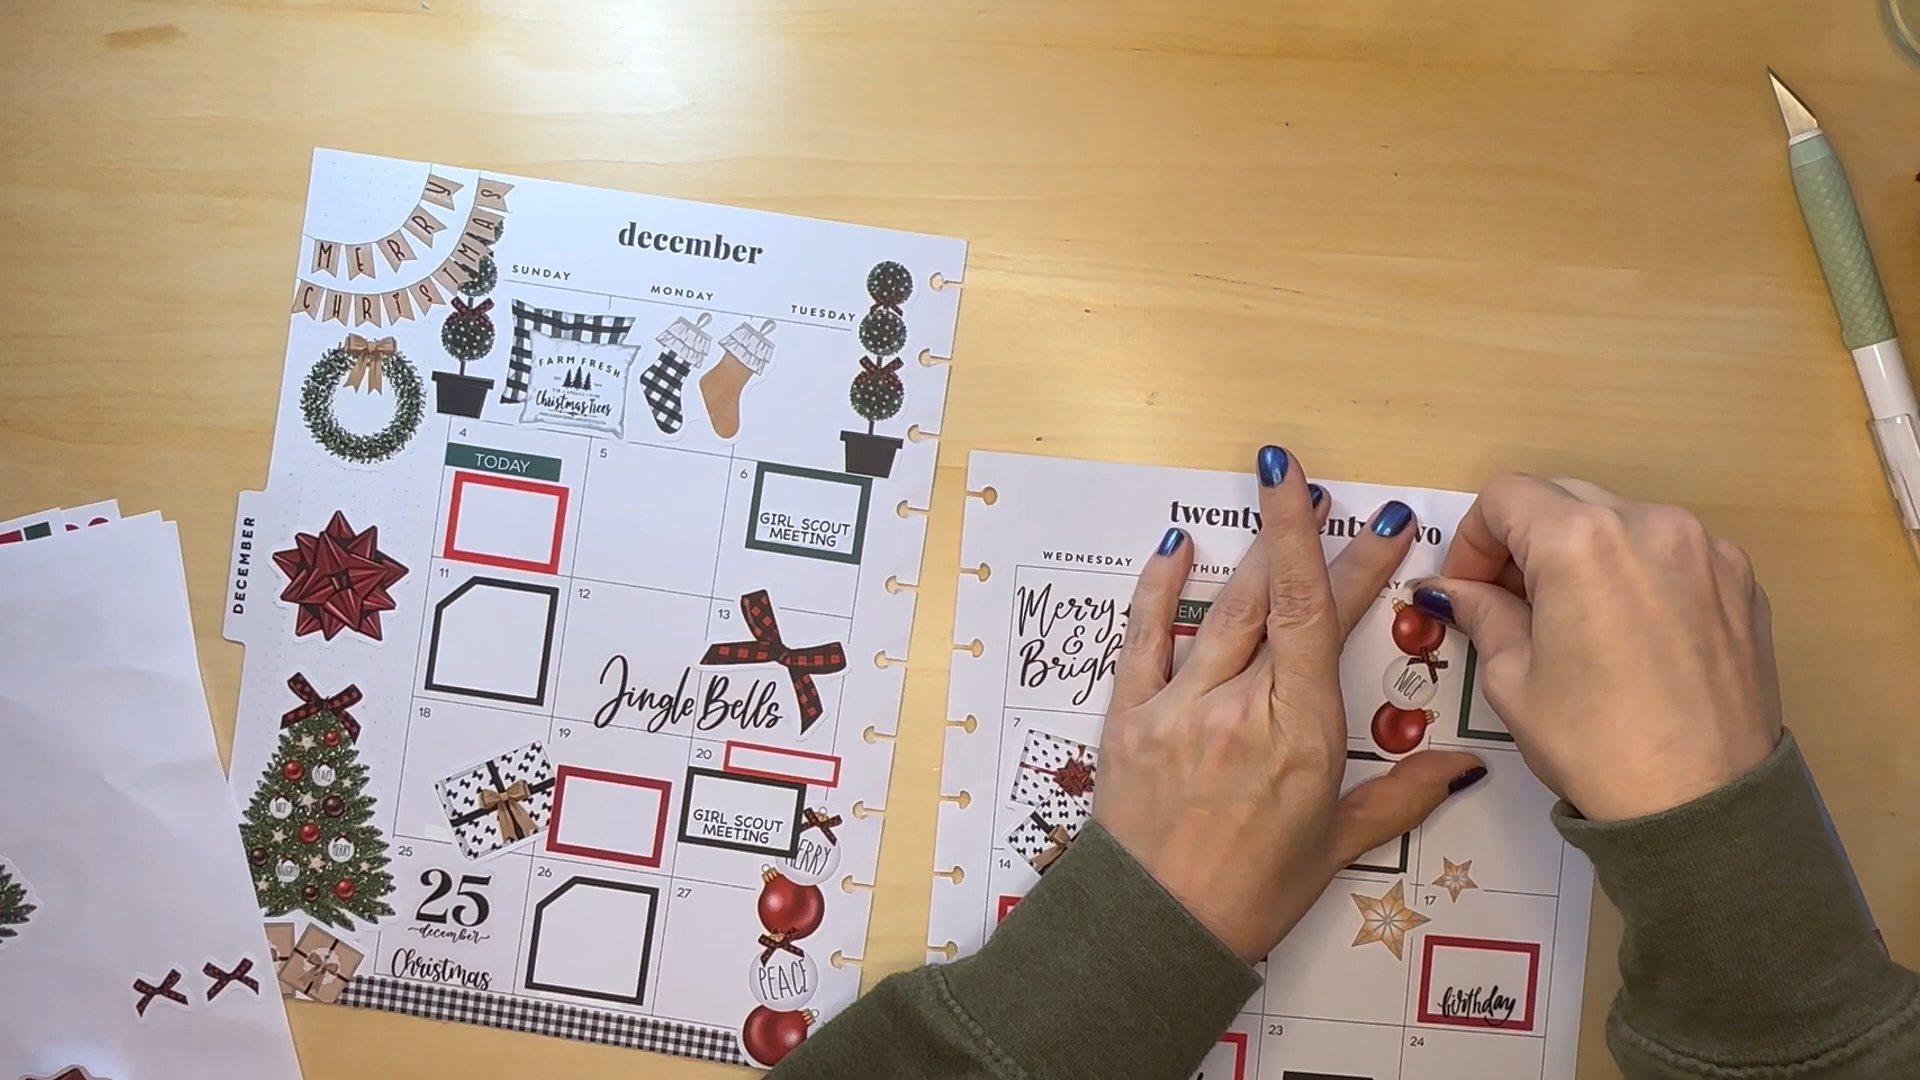 MERRY
CHRISTMAS
december
SUNDAY
MONDAY
TUESDAY
FARM FRESH
Christmas Trees
4
TODAY
5
6
GIRL SCOUT
MEETING
DECEMBER
11
12
13
Jingle Bells
18
19
20
GIRL SCOUT
MEETING
MERRY
25
25
december
Christmas
26
27
PEACE
twenty
WEDNESDAY
Merry
&
NICE
7
14
17
birthday
23
24